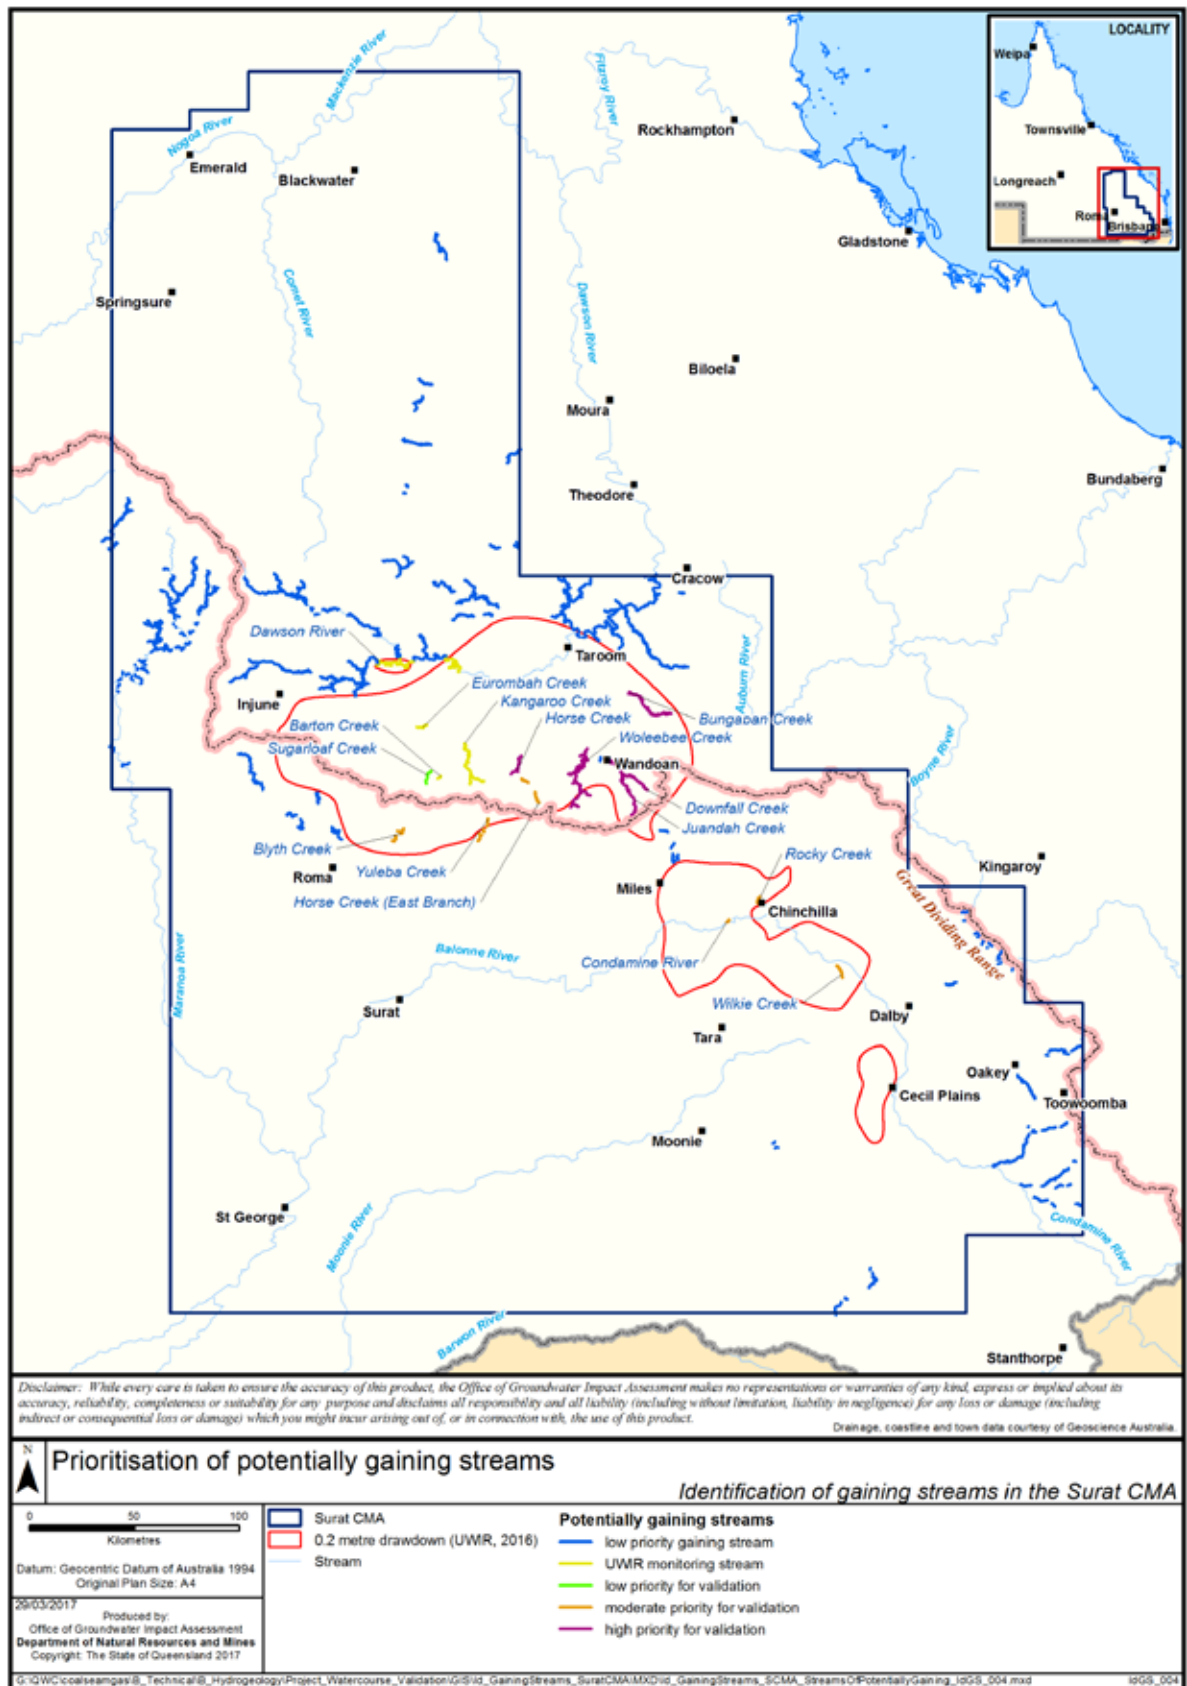 LOCALITY
Weipa
Townsville
Longreach
Roma
Brisbane
Mackenzie River
Fitzroy River
Rockhampton
Nogoa River
Emerald
Blackwater
Gladstone
Springsure
Comet River
Dawson River
Biloela
Moura
Theodore
Bundaberg
Cracow
Dawson River
Taroom
Auburn River
Injune
Eurombah Creek
Kangaroo Creek
Horse Creek
Bungaban Creek
Barton Creek
Sugarloaf Creek
Woleebee Creek
Wandoan
Boyne River
Downfall Creek
Juandah Creek
Blyth Creek
Yuleba Creek
Rocky Creek
Roma
Horse Creek (East Branch)
Miles
Chinchilla
Kingaroy
Great Dividing Range
Maranoa River
Balonne River
Condamine River
Wilkie Creek
Surat
Tara
Dalby
Oakey
Cecil Plains
Toowoomba
Moonie
St George
Moonie River
Condamine River
Barwon River
Stanthorpe
Disclaimer: While every care is taken to ensure the accuracy of this product, the Office of Groundwater Impact Assessment makes no representations or warranties of any kind, express or implied about its
accuracy, reliability, completeness or suitability for any purpose and disclaims all responsibility and all liability (including without limitation, liability in negligence) for any loss or damage (including
indirect or consequential loss or damage) which you might incur arising out of, or in connection with, the use of this product.
Drainage, coastline and town data courtesy of Geoscience Australia.
N
Prioritisation of potentially gaining streams
Identification of gaining streams in the Surat CMA
0 50 100
Kilometres
Datum: Geocentric Datum of Australia 1994
Original Plan Size: A4
29/03/2017
Produced by:
Office of Groundwater Impact Assessment
Department of Natural Resources and Mines
Copyright: The State of Queensland 2017
Surat CMA
0.2 metre drawdown (UWIR, 2016)
Stream
Potentially gaining streams
low priority gaining stream
UWIR monitoring stream
low priority for validation
moderate priority for validation
high priority for validation
G:\QWC\coalseamgas\B_Technical\B_Hydrogeology\Project_Watercourse_Validation\GIS\Id_GainingStreams_SuratCMA\MXD\Id_GainingStreams_SCMA_StreamsOfPotentiallyGaining_IdGS_004.mxd
IdGS_004